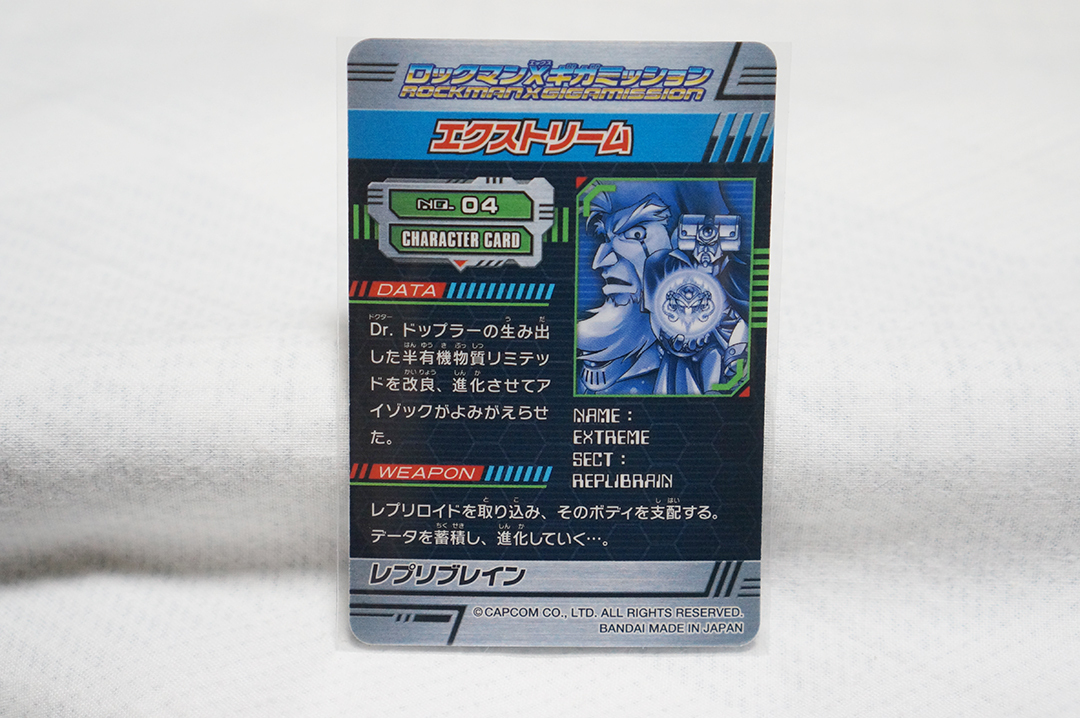 ロックマンXギガミッション
ROCKMAN X GIGAMISSION
エクストリーム
NO. 04
CHARACTER CARD
DATA
Dr. ドップラーの生み出
した半有機物質リミテッ
ドを改良、進化させてア
イゾックがよみがえらせ
た。
NAME :
EXTREME
SECT :
REPLIBRAIN
WEAPON
レプリロイドを取り込み、そのボディを支配する。
データを蓄積し、進化していく…。
レプリブレイン
©CAPCOM CO., LTD. ALL RIGHTS RESERVED.
BANDAI MADE IN JAPAN